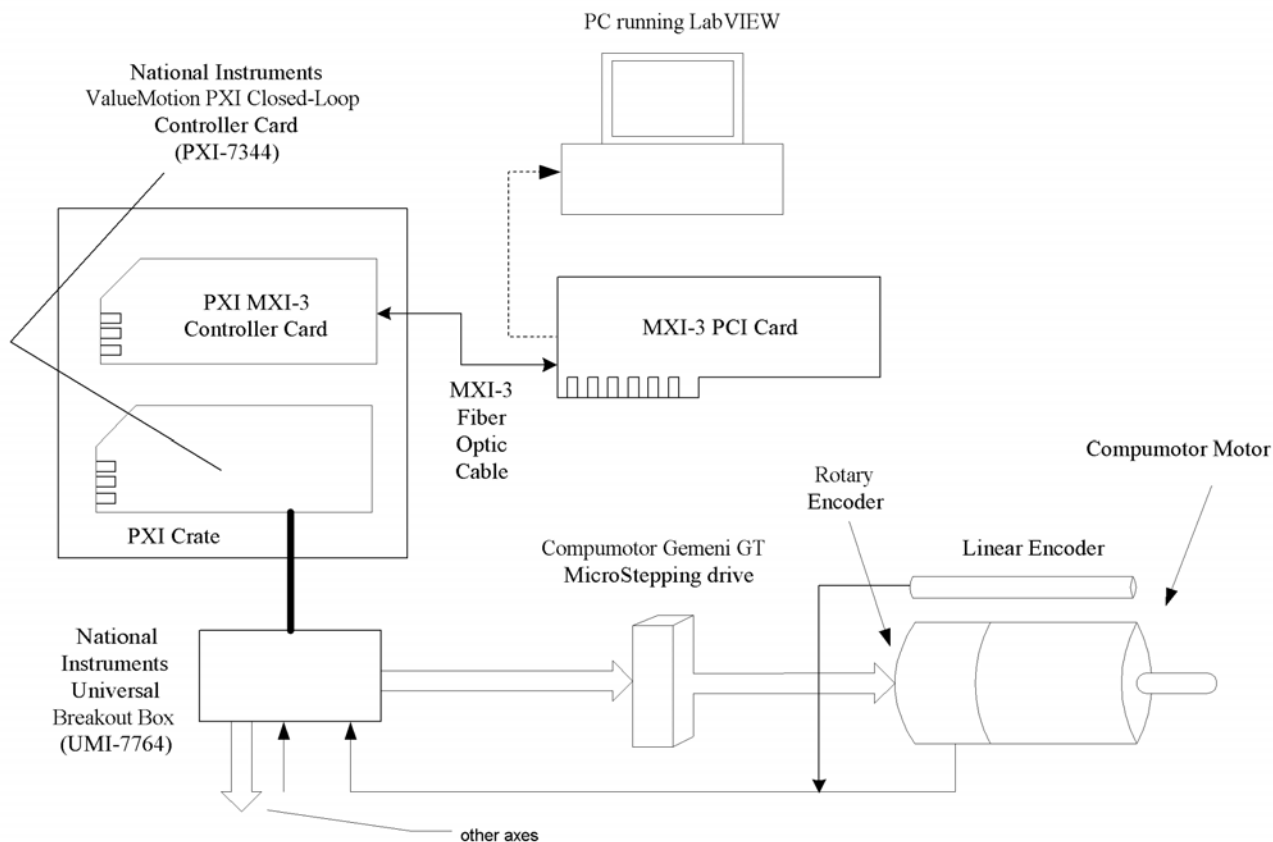 PC running LabVIEW
National Instruments
ValueMotion PXI Closed-Loop
Controller Card
(PXI-7344)
PXI MXI-3
Controller Card
MXI-3 PCI Card
MXI-3
Fiber
Optic
Cable
PXI Crate
Compumotor Motor
Rotary
Encoder
Linear Encoder
Compumotor Gemeni GT
MicroStepping drive
National
Instruments
Universal
Breakout Box
(UMI-7764)
other axes